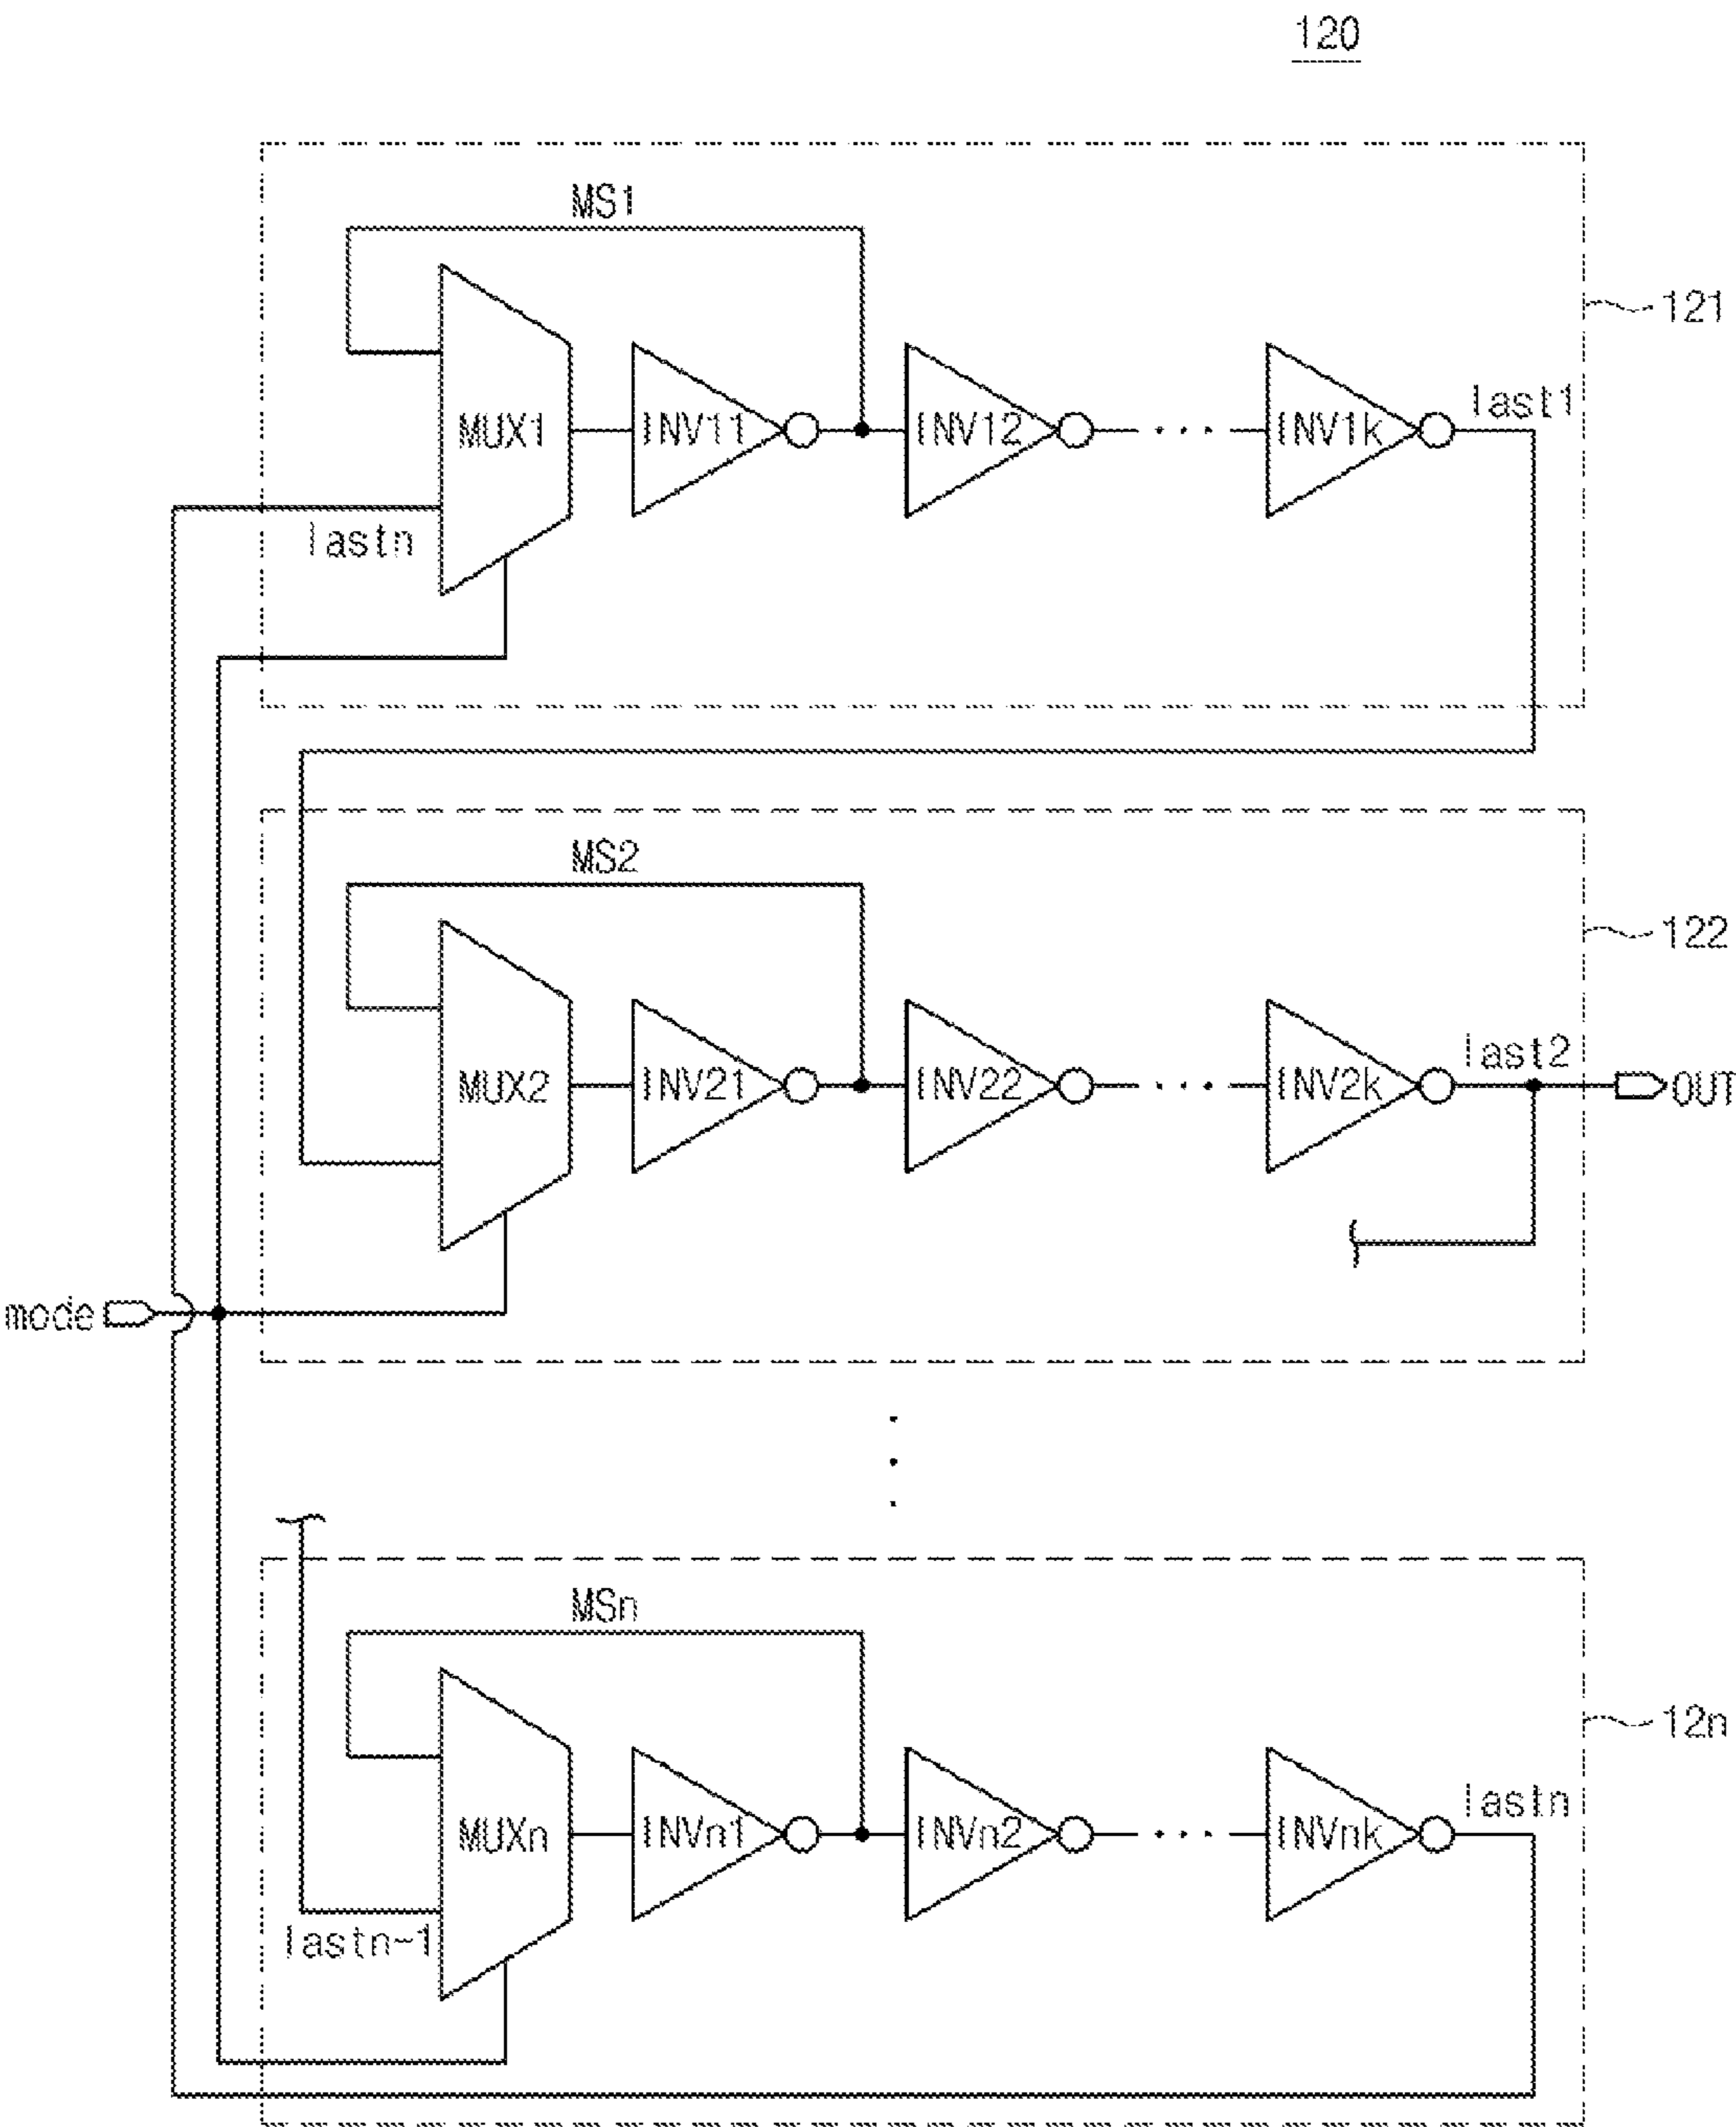 120
MS1
121
MUX1 INV11 INV12 ... INV1k last1
lastn
MS2
122
MUX2 INV21 INV22 ... INV2k last2 OUT
mode
MSn
12n
MUXn INVn1 INVn2 ... INVnk lastn
lastn-1